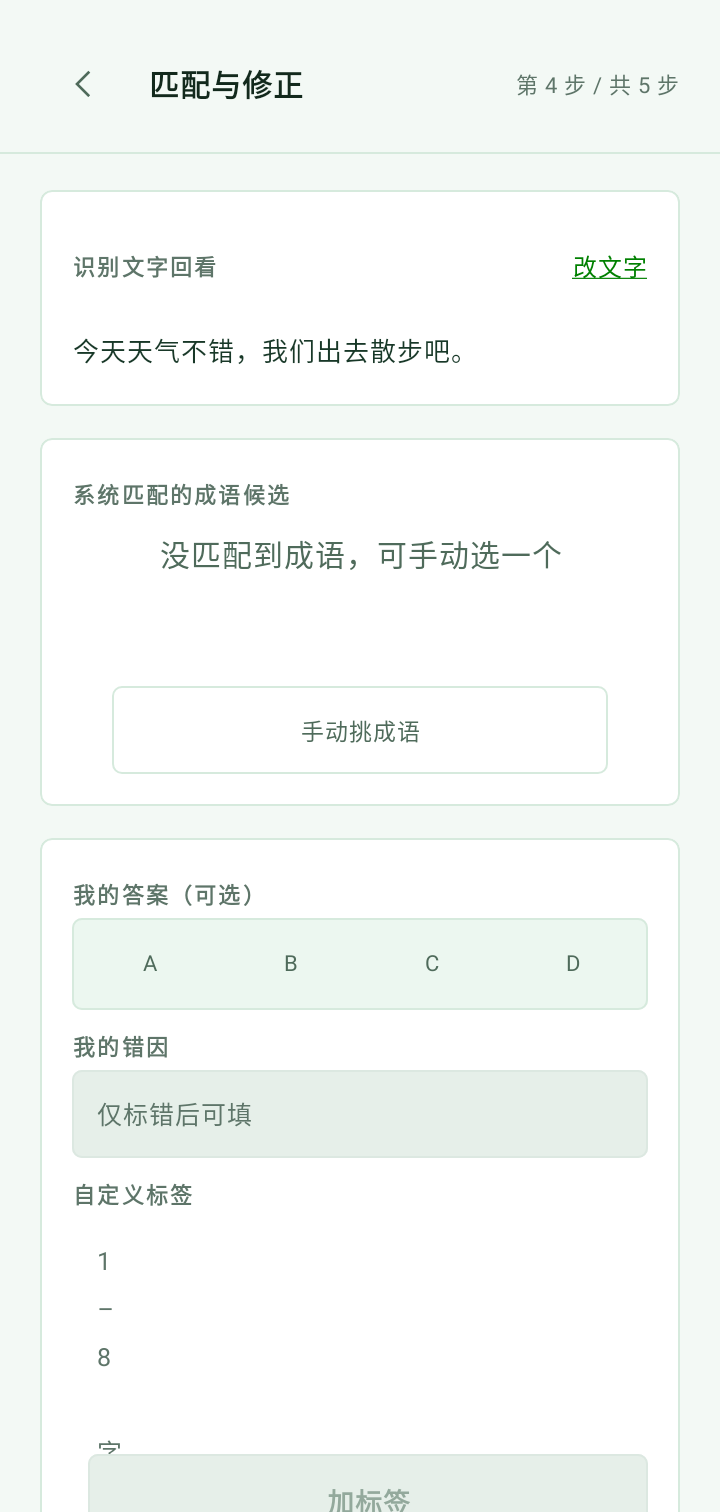 匹配与修正
第 4 步 / 共 5 步
识别文字回看
改文字
今天天气不错，我们出去散步吧。
系统匹配的成语候选
没匹配到成语，可手动选一个
手动挑成语
我的答案（可选）
A B C D
我的错因
仅标错后可填
自定义标签
1
–
8
字
加标签